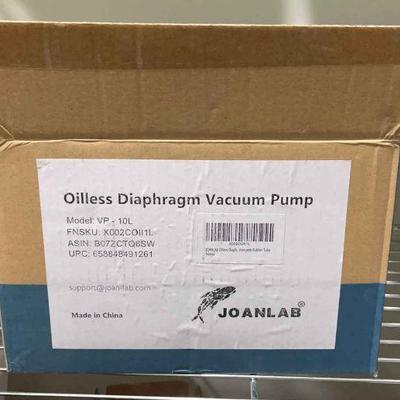 Oilless Diaphragm Vacuum Pump
Model: VP - 10L
FNSKU: X002COII1L
ASIN: B072CTQ6SW
UPC: 658848491261
support@joanlab.com
Made in China
JOANLAB®